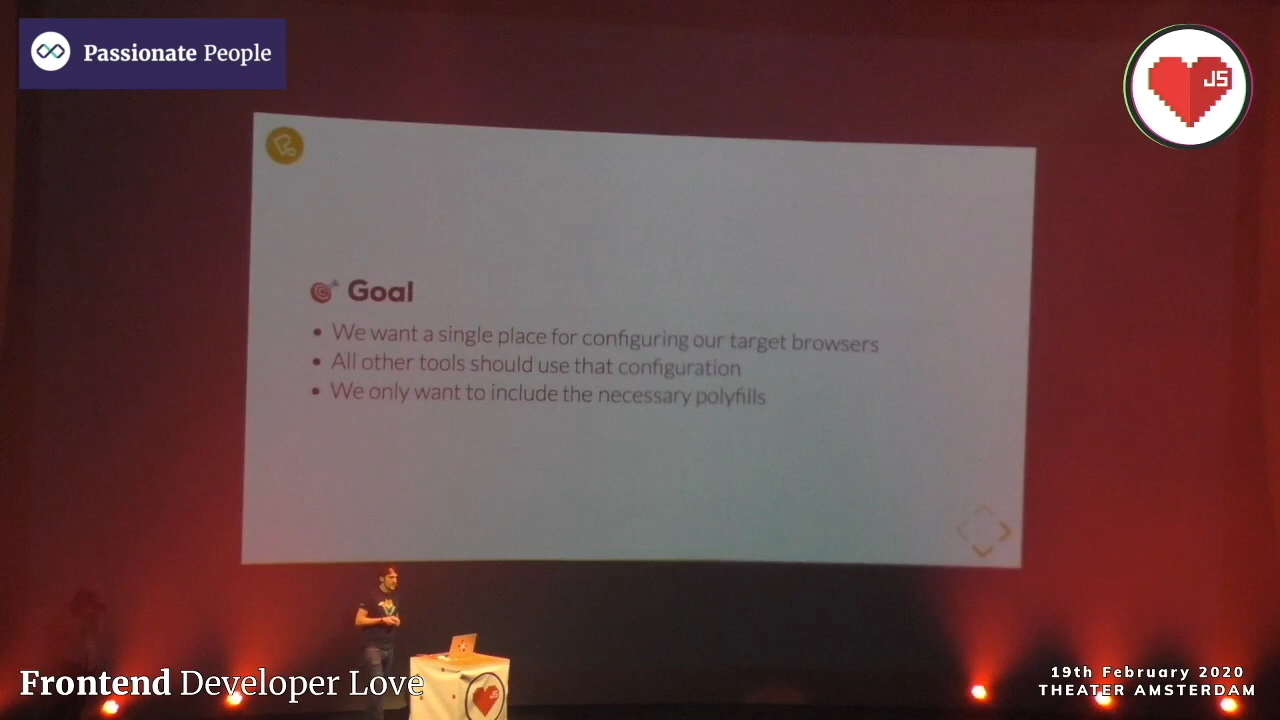 Passionate People
JS
Goal
• We want a single place for configuring our target browsers
• All other tools should use that configuration
• We only want to include the necessary polyfills
JS
Frontend Developer Love
19th February 2020
THEATER AMSTERDAM